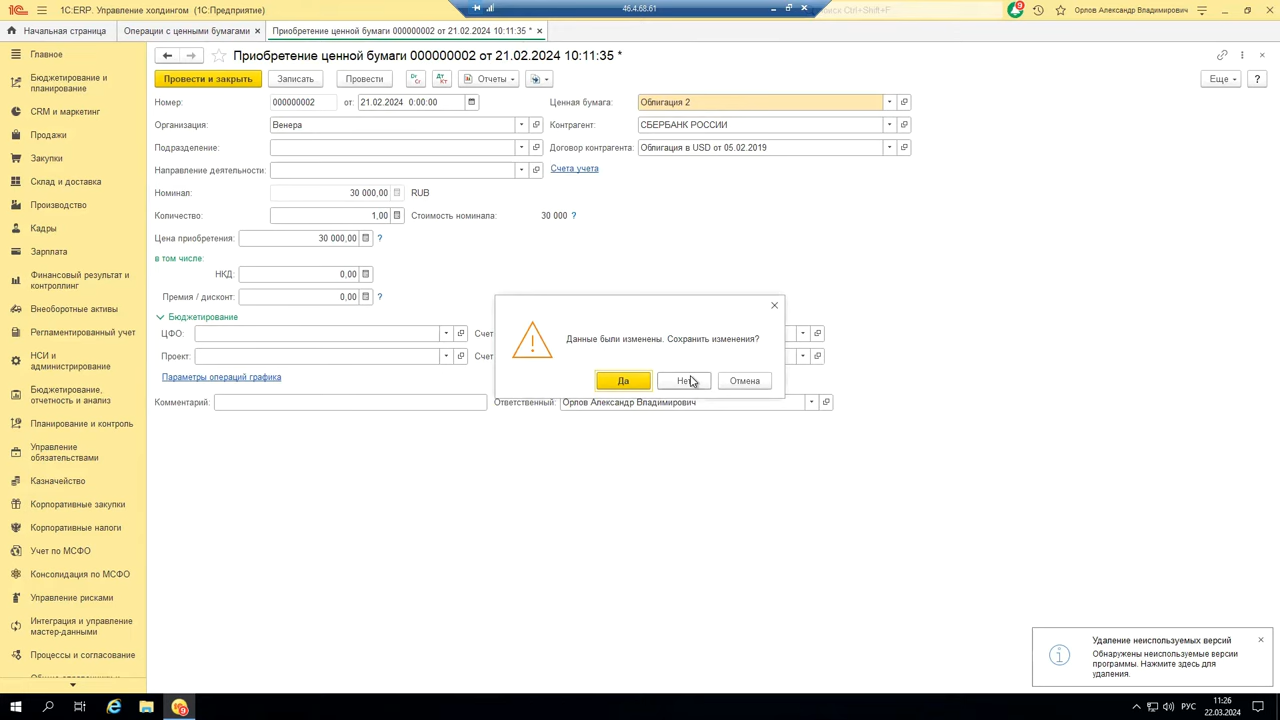 1С:ERP. Управление холдингом (1С:Предприятие)
46.4.68.61
поиск Ctrl+Shift+F
9
Орлов Александр Владимирович
Начальная страница
Операции с ценными бумагами ×
Приобретение ценной бумаги 000000002 от 21.02.2024 10:11:35 * ×
Приобретение ценной бумаги 000000002 от 21.02.2024 10:11:35 *
Провести и закрыть
Записать
Провести
Отчеты
Еще
?
Номер:
000000002
от:
21.02.2024 0:00:00
Ценная бумага:
Облигация 2
Организация:
Венера
Контрагент:
СБЕРБАНК РОССИИ
Подразделение:
Договор контрагента:
Облигация в USD от 05.02.2019
Направление деятельности:
Счета учета
Номинал:
30 000,00
RUB
Количество:
1,00
Стоимость номинала:
30 000 ?
Цена приобретения:
30 000,00
?
в том числе:
НКД:
0,00
Премия / дисконт:
0,00
?
Бюджетирование
ЦФО:
Счет
Проект:
Счет
Параметры операций графика
Комментарий:
Ответственный:
Орлов Александр Владимирович
Данные были изменены. Сохранить изменения?
Да
Нет
Отмена
Главное
Бюджетирование и
планирование
CRM и маркетинг
Продажи
Закупки
Склад и доставка
Производство
Кадры
Зарплата
Финансовый результат и
контроллинг
Внеоборотные активы
Регламентированный учет
НСИ и
администрирование
Бюджетирование,
отчетность и анализ
Планирование и контроль
Управление
обязательствами
Казначейство
Корпоративные закупки
Корпоративные налоги
Учет по МСФО
Консолидация по МСФО
Управление рисками
Интеграция и управление
мастер-данными
Процессы и согласование
Удаление неиспользуемых версий
Обнаружены неиспользуемые версии
программы. Нажмите здесь для
удаления.
РУС
11:26
22.03.2024